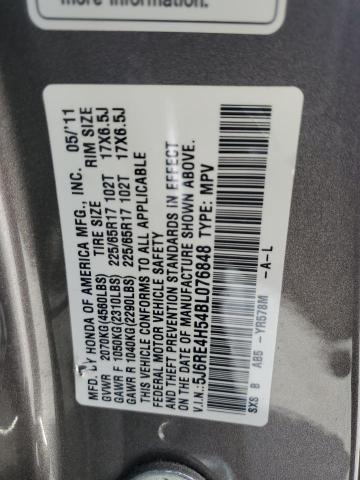 more information.
MFD. BY HONDA OF AMERICA MFG., INC. 05/'11
TIRE SIZE RIM SIZE
GVWR 2070KG(4560LBS)
GAWR F 1050KG(2310LBS) 225/65R17 102T 17X6.5J
GAWR R 1040KG(2290LBS) 225/65R17 102T 17X6.5J
THIS VEHICLE CONFORMS TO ALL APPLICABLE
FEDERAL MOTOR VEHICLE SAFETY, BUMPER,
AND THEFT PREVENTION STANDARDS IN EFFECT
ON THE DATE OF MANUFACTURE SHOWN ABOVE.
V.I.N.:5J6RE4H54BL076848 TYPE: MPV
SXS B AB5 -YR578M -A-L